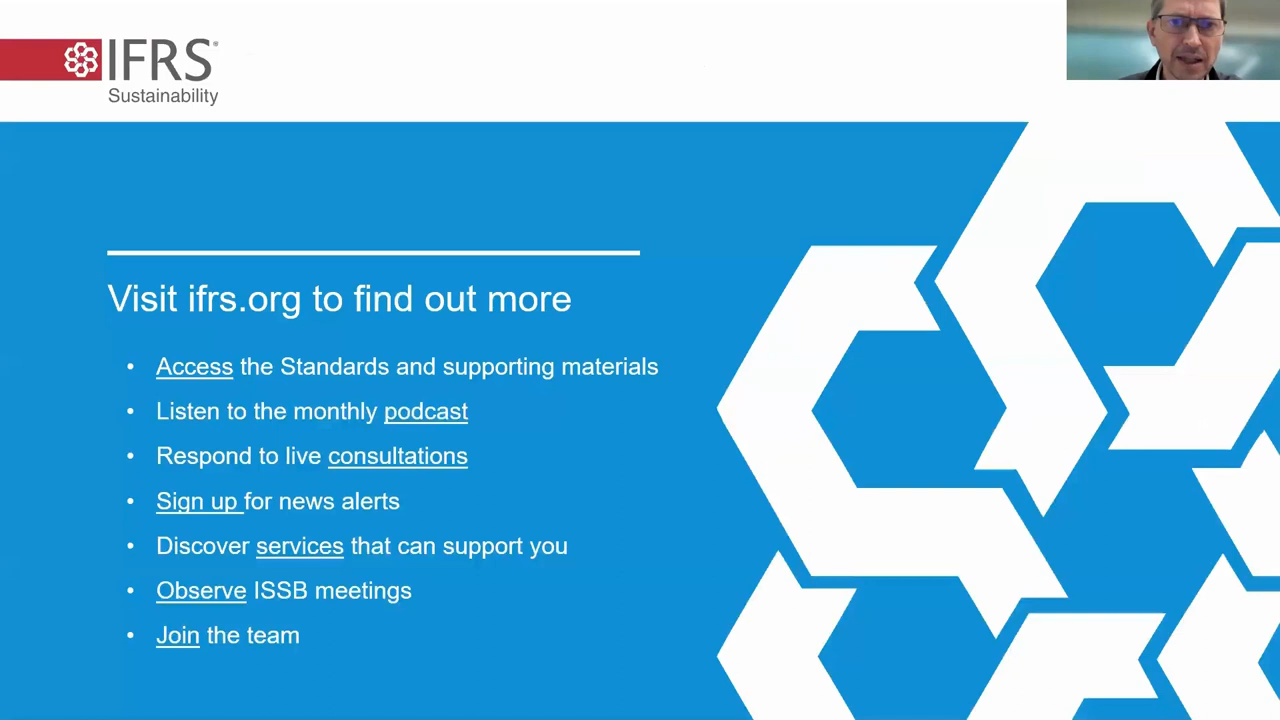 IFRS®
Sustainability
Visit ifrs.org to find out more
• Access the Standards and supporting materials
• Listen to the monthly podcast
• Respond to live consultations
• Sign up for news alerts
• Discover services that can support you
• Observe ISSB meetings
• Join the team